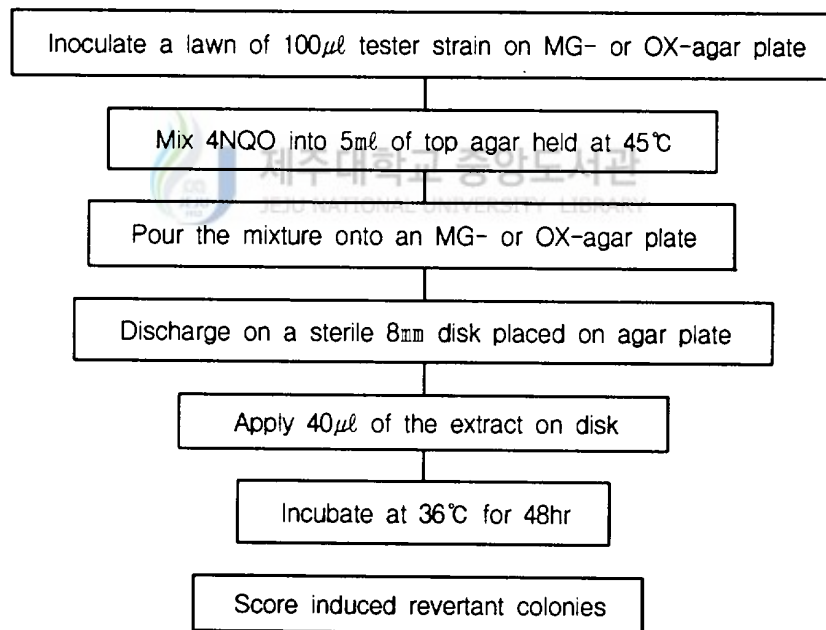 Inoculate a lawn of 100㎕ tester strain on MG- or OX-agar plate
Mix 4NQO into 5㎖ of top agar held at 45℃
제주대학교 중앙도서관
JEJU NATIONAL UNIVERSITY LIBRARY
Pour the mixture onto an MG- or OX-agar plate
Discharge on a sterile 8㎜ disk placed on agar plate
Apply 40㎕ of the extract on disk
Incubate at 36℃ for 48hr
Score induced revertant colonies